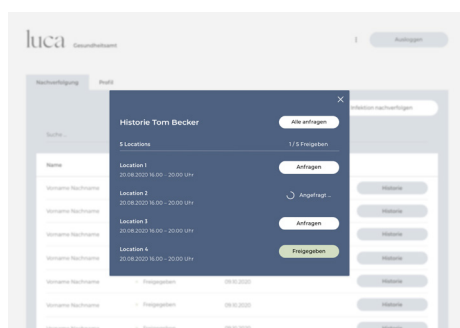 luca Gesundheitsamt
Ausloggen
Nachverfolgung Profil
Infektion nachverfolgen
Suche ...
Name
Historie Tom Becker
Alle anfragen
5 Locations 1 / 5 Freigeben
Location 1
20.08.2020 16.00 - 20.00 Uhr
Anfragen
Location 2
20.08.2020 16.00 - 20.00 Uhr
Angefragt ...
Location 3
20.08.2020 16.00 - 20.00 Uhr
Anfragen
Location 4
20.08.2020 16.00 - 20.00 Uhr
Freigegeben
Vorname Nachname Historie
Vorname Nachname Historie
Vorname Nachname Historie
Vorname Nachname Historie
Vorname Nachname Freigegeben 09.10.2020 Historie
Vorname Nachname Freigegeben 09.10.2020 Historie